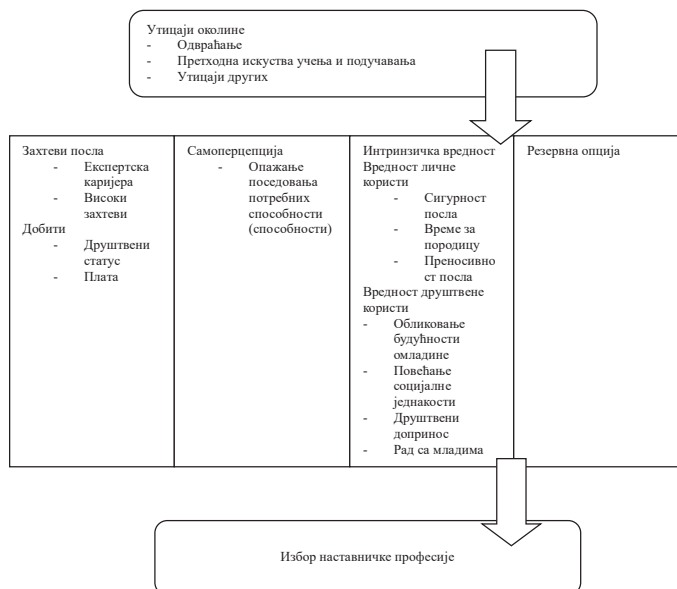 Утицаји околине
- Одвраћање
- Претходна искуства учења и подучавања
- Утицаји других
Захтеви посла
- Експертска
каријера
- Високи
захтеви
Добити
- Друштвени
статус
- Плата
Самоперцепција
- Опажање
поседовања
потребних
способности
(способности)
Интринзичка вредност
Вредност личне
користи
- Сигурност
посла
- Време за
породицу
- Преносивно
ст посла
Вредност друштвене
користи
- Обликовање
будућности
омладине
- Повећање
социјалне
једнакости
- Друштвени
допринос
- Рад са младима
Резервна опција
Избор наставничке професије